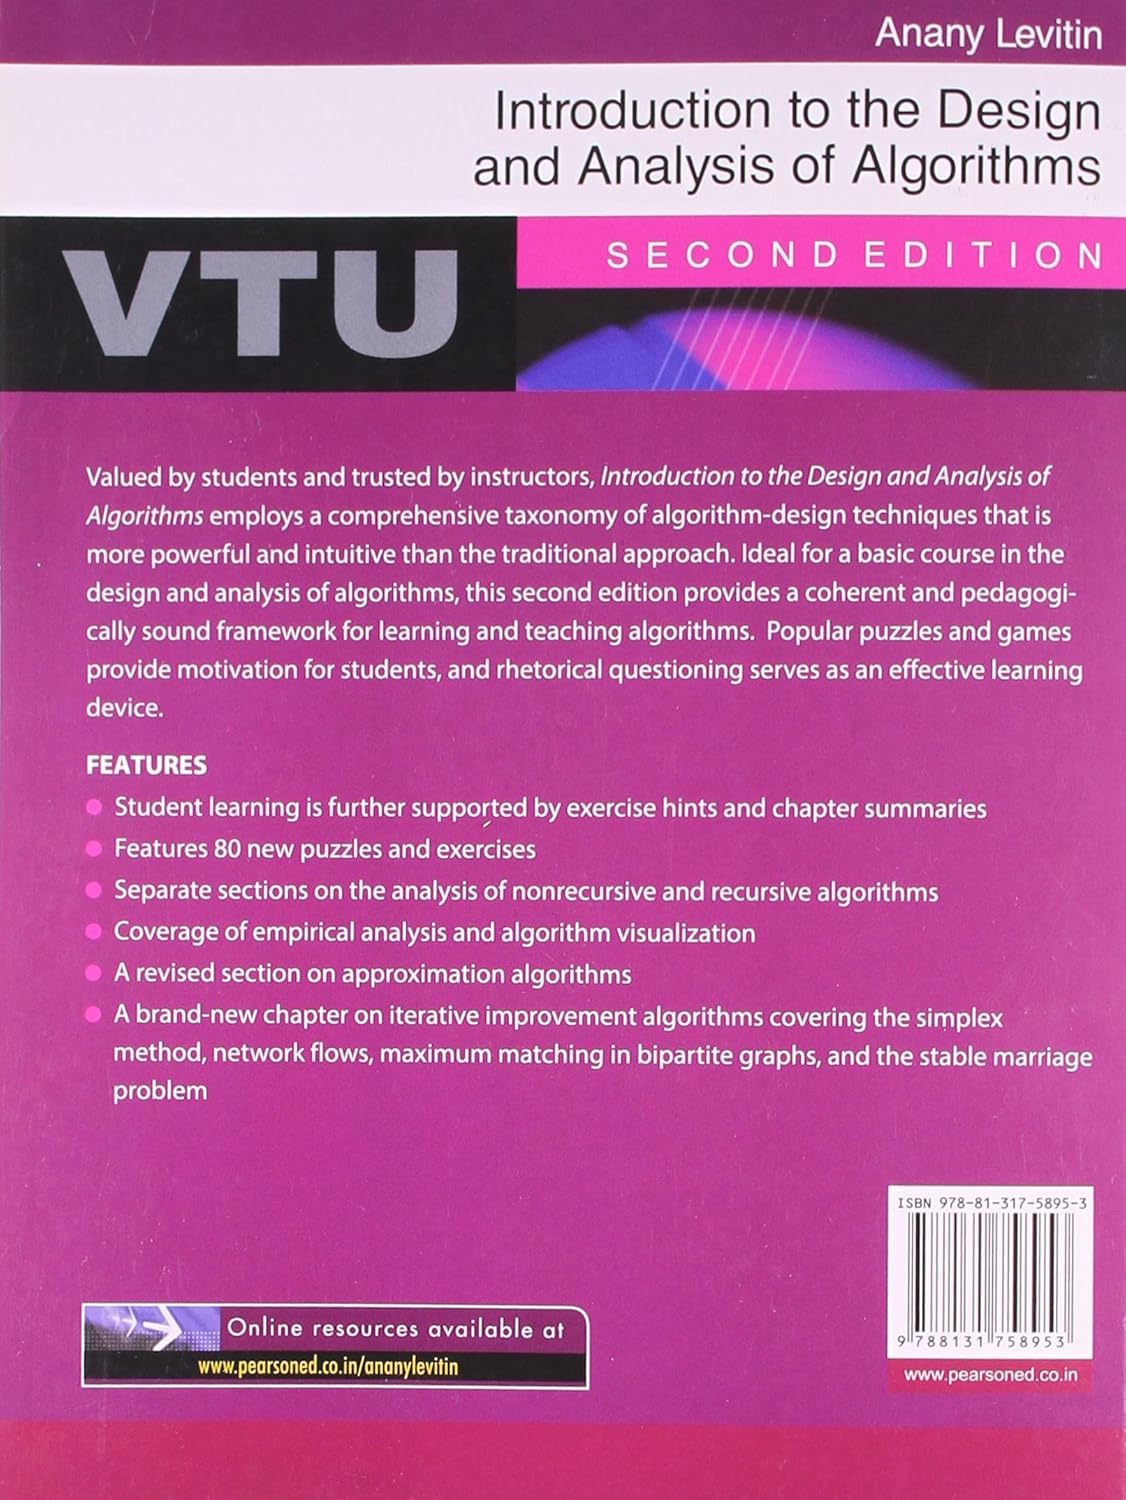 Anany Levitin
Introduction to the Design
and Analysis of Algorithms
VTU
SECOND EDITION
Valued by students and trusted by instructors, Introduction to the Design and Analysis of
Algorithms employs a comprehensive taxonomy of algorithm-design techniques that is
more powerful and intuitive than the traditional approach. Ideal for a basic course in the
design and analysis of algorithms, this second edition provides a coherent and pedagogi-
cally sound framework for learning and teaching algorithms. Popular puzzles and games
provide motivation for students, and rhetorical questioning serves as an effective learning
device.
FEATURES
Student learning is further supported by exercise hints and chapter summaries
Features 80 new puzzles and exercises
Separate sections on the analysis of nonrecursive and recursive algorithms
Coverage of empirical analysis and algorithm visualization
A revised section on approximation algorithms
A brand-new chapter on iterative improvement algorithms covering the simplex
method, network flows, maximum matching in bipartite graphs, and the stable marriage
problem
ISBN 978-81-317-5895-3
9 788131 758953
www.pearsoned.co.in
Online resources available at
www.pearsoned.co.in/ananylevitin